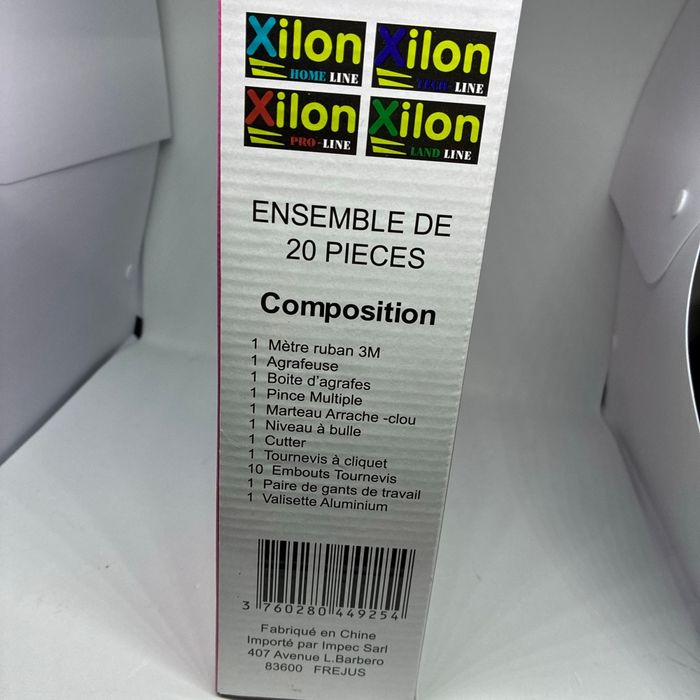 Xilon
HOME LINE
Xilon
TECH-LINE
Xilon
PRO-LINE
Xilon
LAND LINE
ENSEMBLE DE
20 PIECES
Composition
1 Mètre ruban 3M
1 Agrafeuse
1 Boite d'agrafes
1 Pince Multiple
1 Marteau Arrache -clou
1 Niveau à bulle
1 Cutter
1 Tournevis à cliquet
10 Embouts Tournevis
1 Paire de gants de travail
1 Valisette Aluminium
3 760280 449254
Fabriqué en Chine
Importé par Impec Sarl
407 Avenue L.Barbero
83600 FREJUS